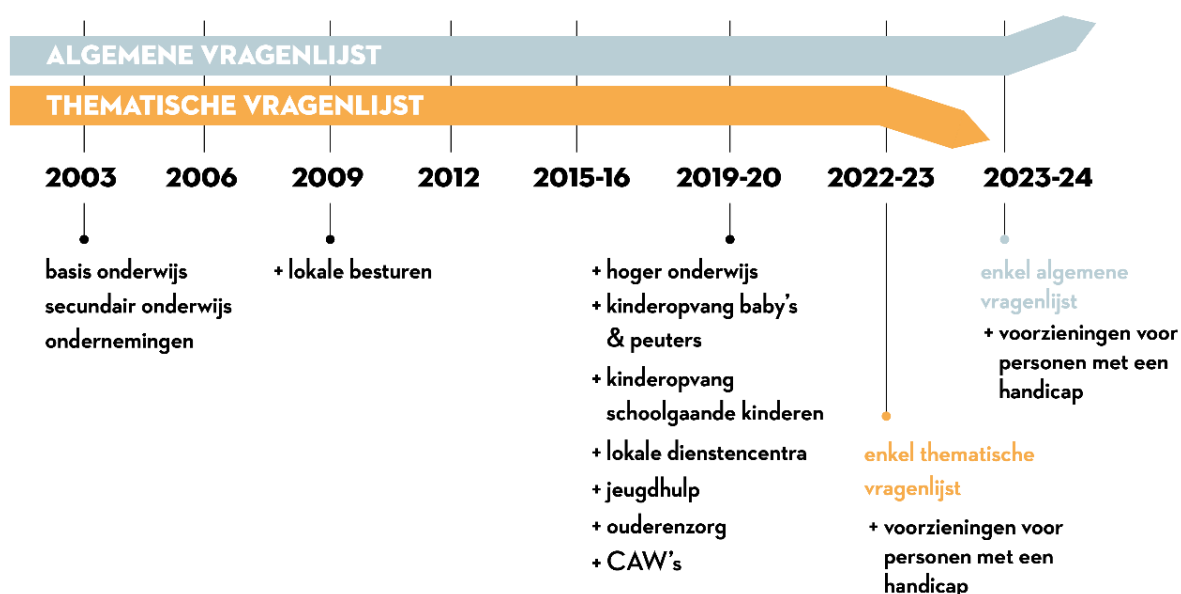 ALGEMENE VRAGENLIJST
THEMATISCHE VRAGENLIJST
2003 2006 2009 2012 2015-16 2019-20 2022-23 2023-24
basis onderwijs
secundair onderwijs
ondernemingen
+ lokale besturen
+ hoger onderwijs
+ kinderopvang baby's
& peuters
+ kinderopvang
schoolgaande kinderen
+ lokale dienstencentra
+ jeugdhulp
+ ouderenzorg
+ CAW's
enkel thematische
vragenlijst
+ voorzieningen voor
personen met een
handicap
enkel algemene
vragenlijst
+ voorzieningen voor
personen met een
handicap